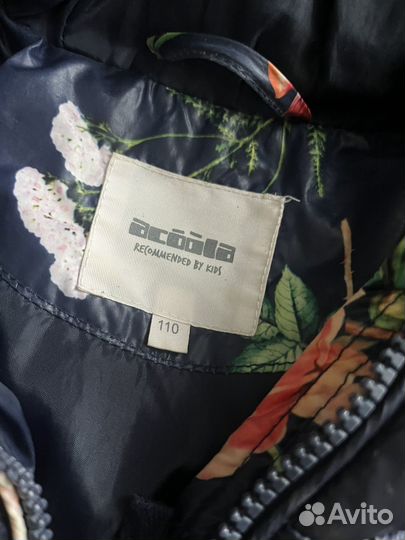 acoola
RECOMMENDED BY KIDS
110
Avito